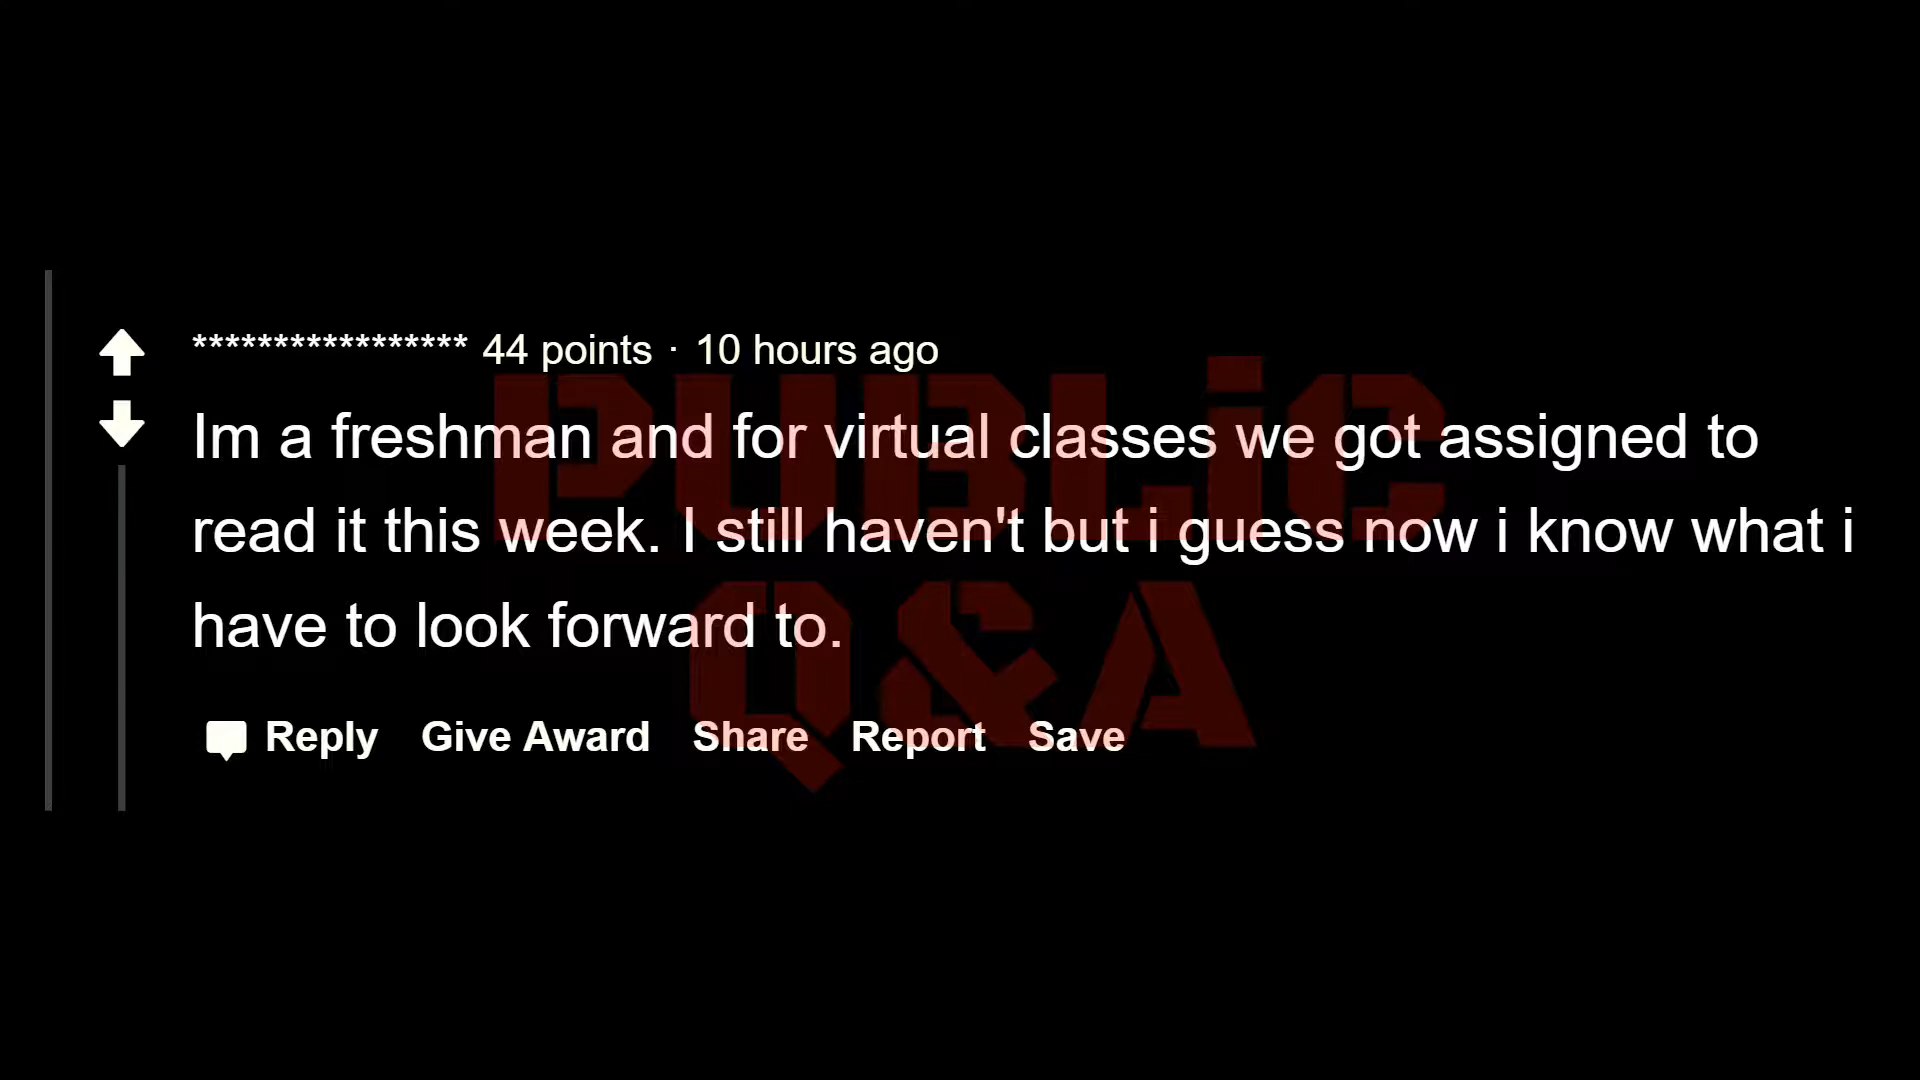 ***************** 44 points · 10 hours ago
Im a freshman and for virtual classes we got assigned to
read it this week. I still haven't but i guess now i know what i
have to look forward to.
Reply Give Award Share Report Save
PUBLiC
Q&A